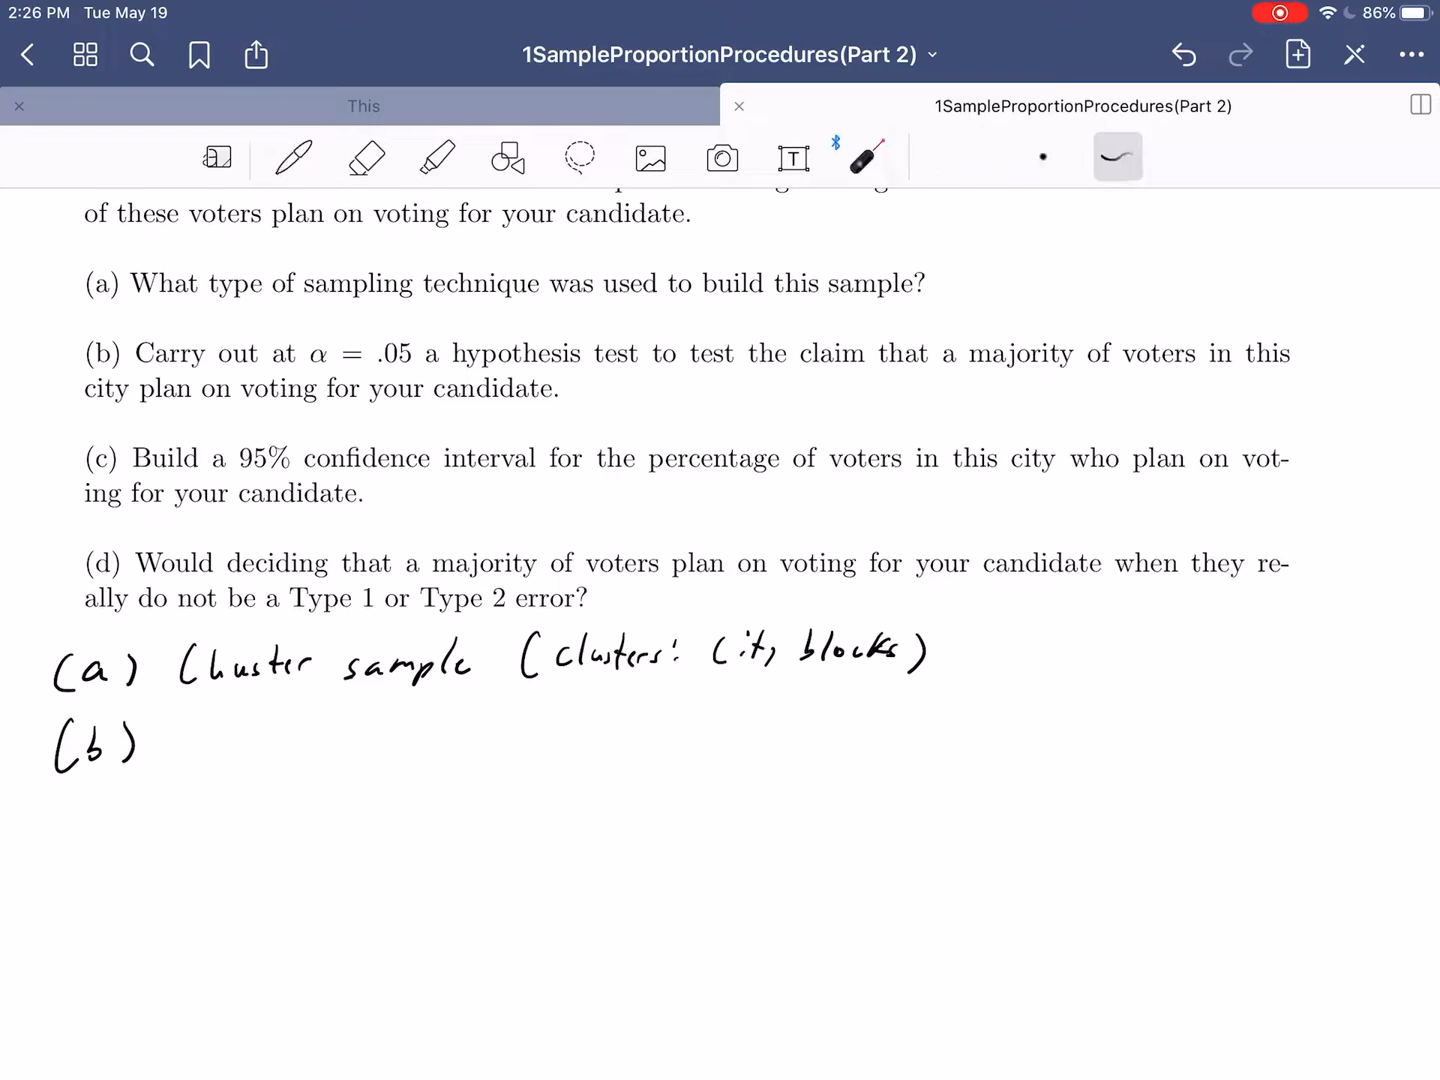 2:26 PM Tue May 19
86%
1SampleProportionProcedures(Part 2)
This
1SampleProportionProcedures(Part 2)
of these voters plan on voting for your candidate.
(a) What type of sampling technique was used to build this sample?
(b) Carry out at α = .05 a hypothesis test to test the claim that a majority of voters in this
city plan on voting for your candidate.
(c) Build a 95% confidence interval for the percentage of voters in this city who plan on vot-
ing for your candidate.
(d) Would deciding that a majority of voters plan on voting for your candidate when they re-
ally do not be a Type 1 or Type 2 error?
(a) Cluster sample (clusters: City blocks)
(b)